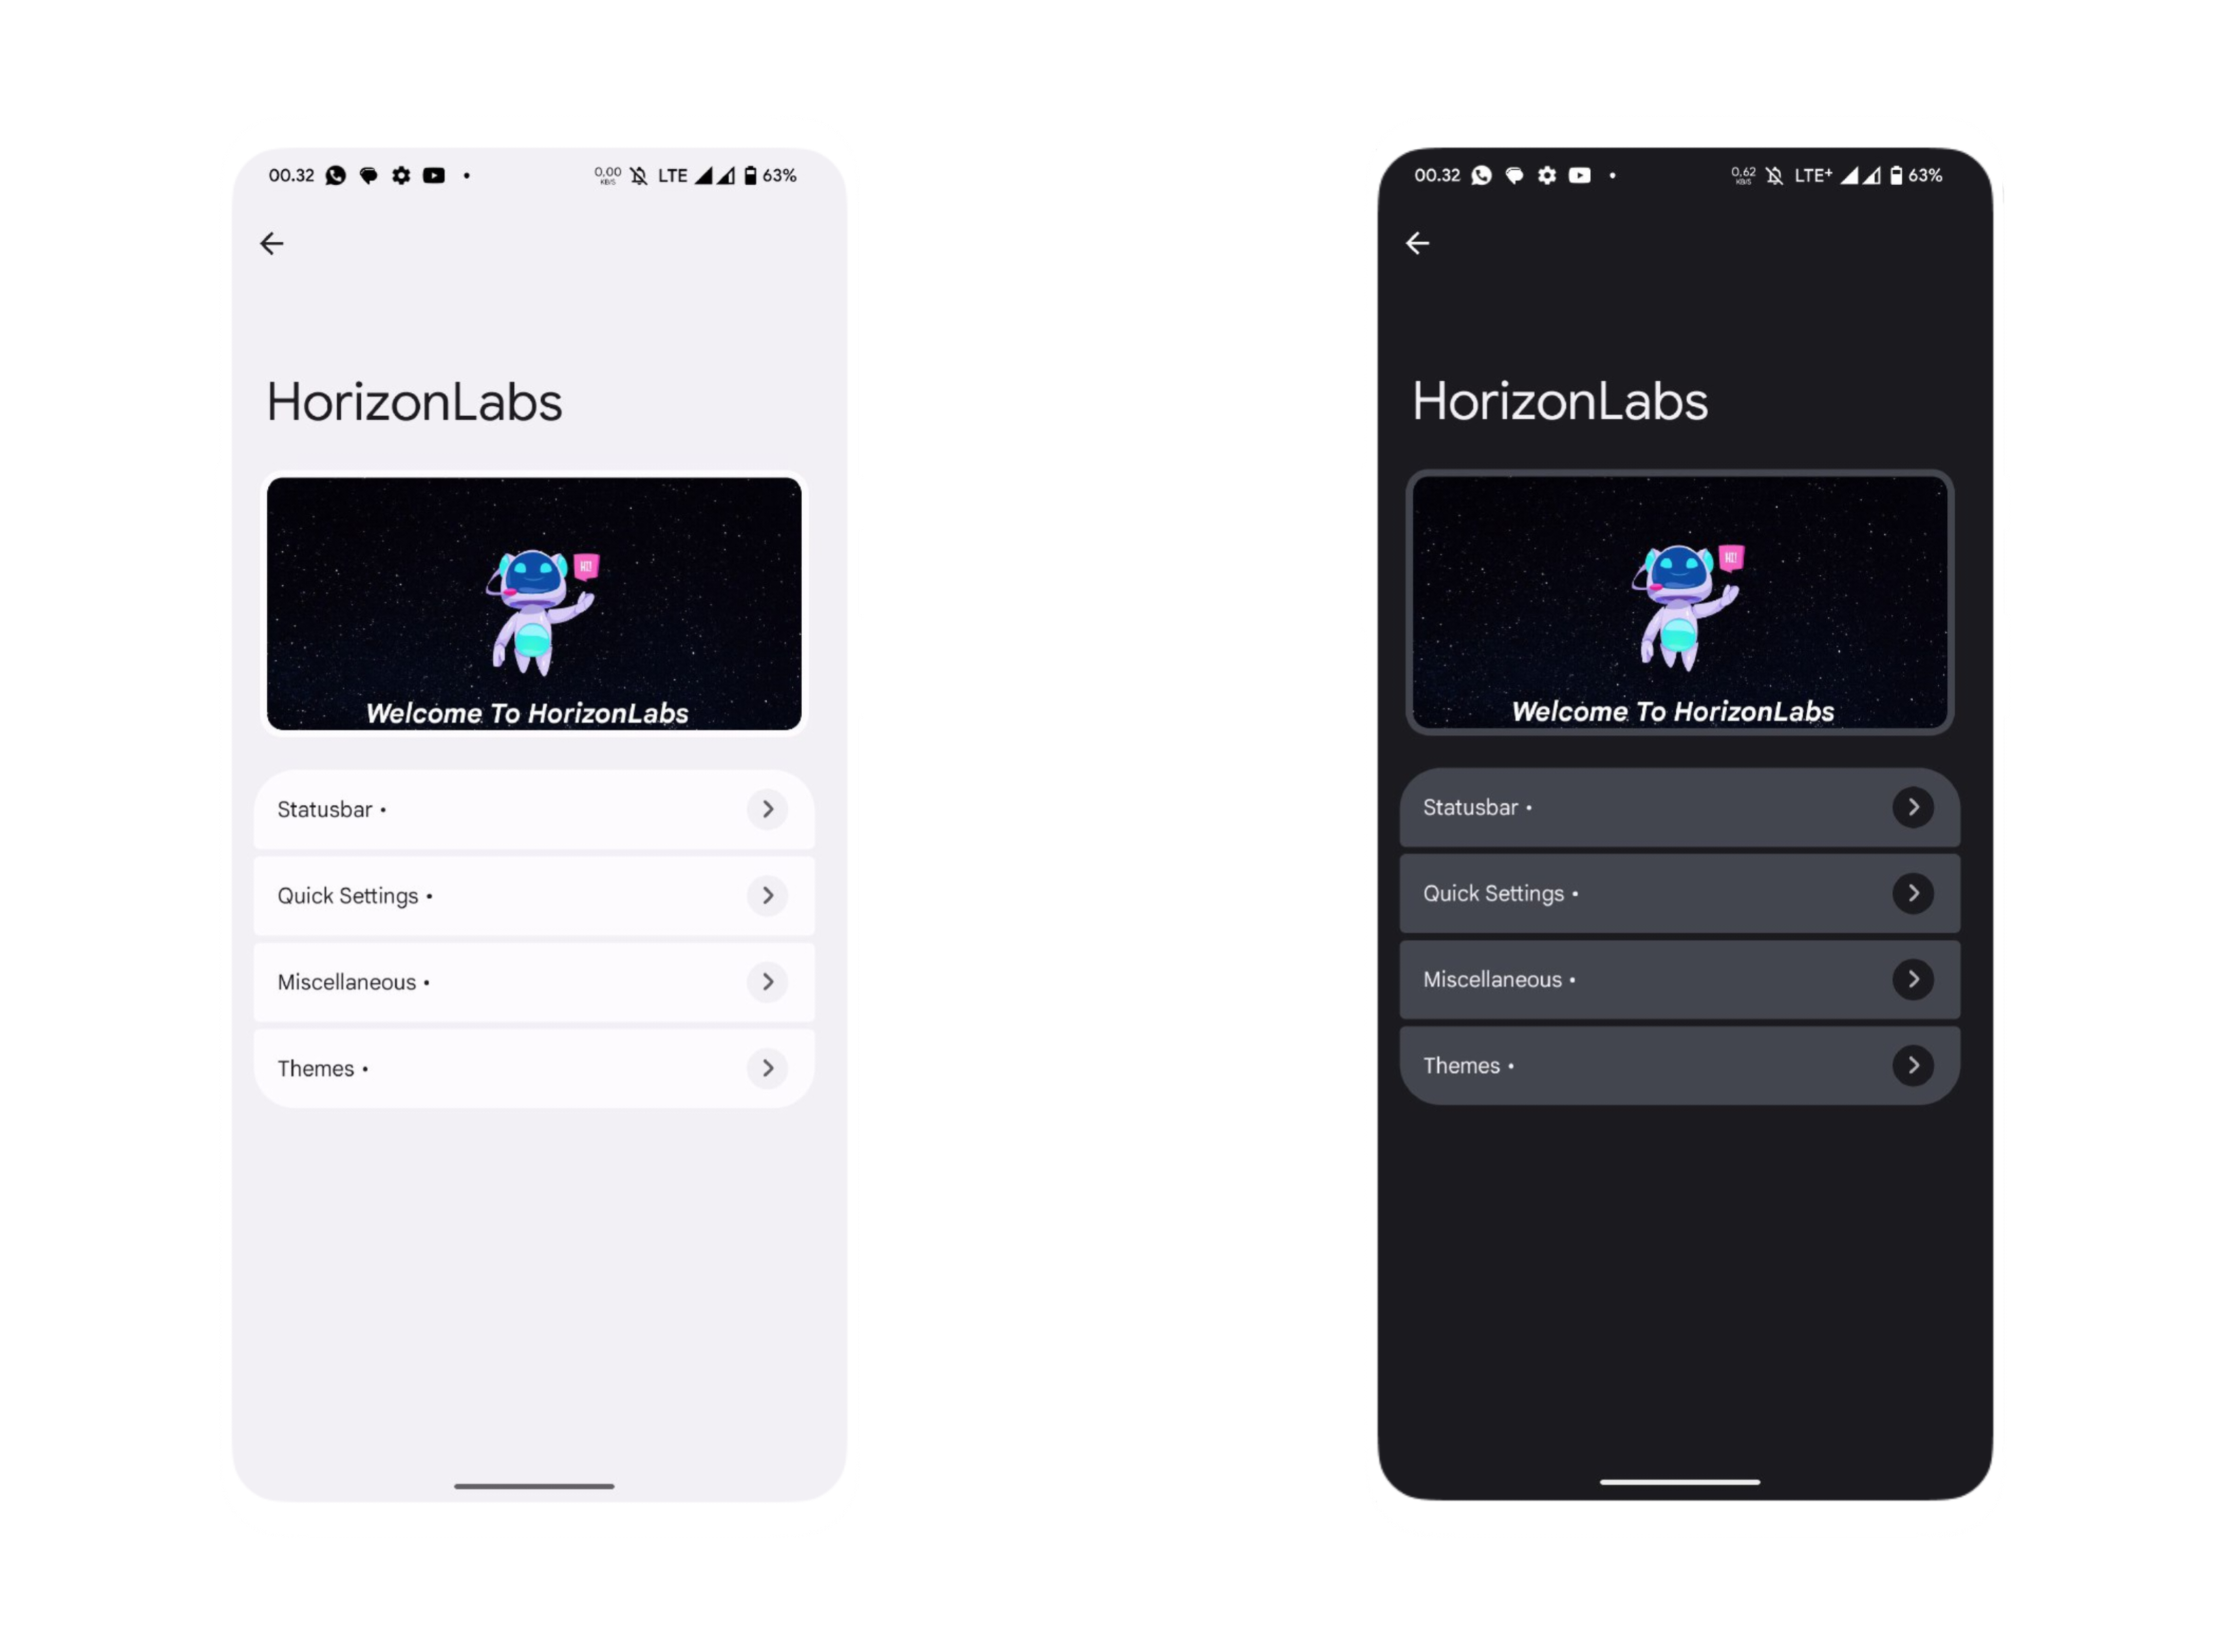 00.32 • 0,00 KB/S LTE 63%
HorizonLabs
HI!
Welcome To HorizonLabs
Statusbar •
Quick Settings •
Miscellaneous •
Themes •
00.32 • 0,62 KB/S LTE+ 63%
HorizonLabs
HI!
Welcome To HorizonLabs
Statusbar •
Quick Settings •
Miscellaneous •
Themes •